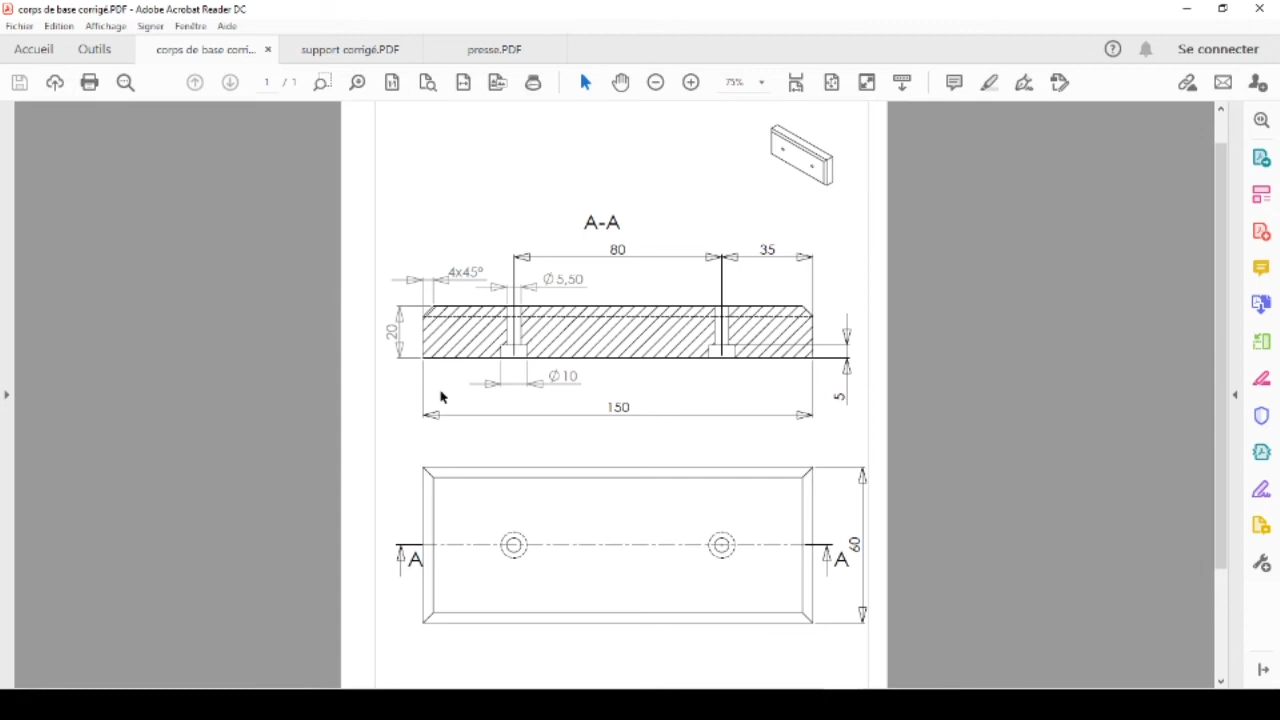 corps de base corrigé.PDF - Adobe Acrobat Reader DC
Fichier Edition Affichage Signer Fenêtre Aide
Accueil Outils corps de base corri... × support corrigé.PDF presse.PDF Se connecter
1 / 1 75%
A-A
80 35
4x45° Ø5,50
20
Ø10
5
150
60
A A